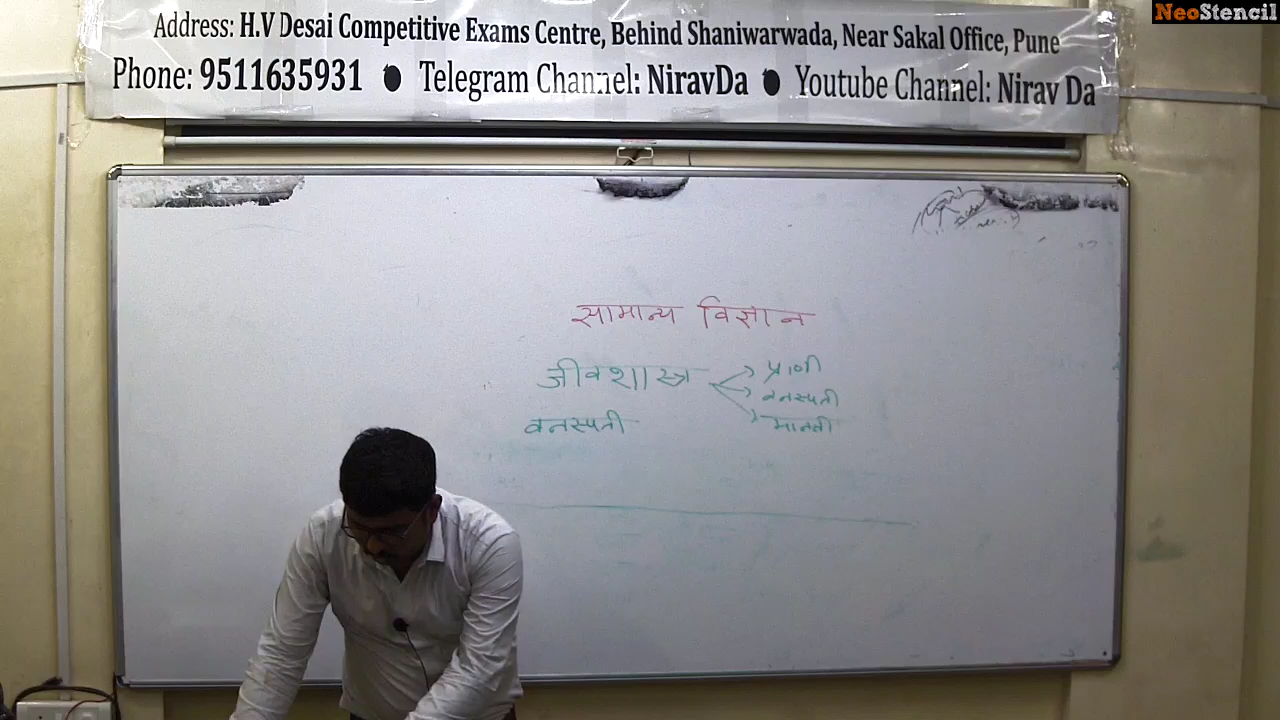 NeoStencil
Address: H.V Desai Competitive Exams Centre, Behind Shaniwarwada, Near Sakal Office, Pune
Phone: 9511635931 ● Telegram Channel: NiravDa ● Youtube Channel: Nirav Da
सामान्य विज्ञान
जीवशास्त्र
प्राणी
वनस्पती
वनस्पती
मानवी